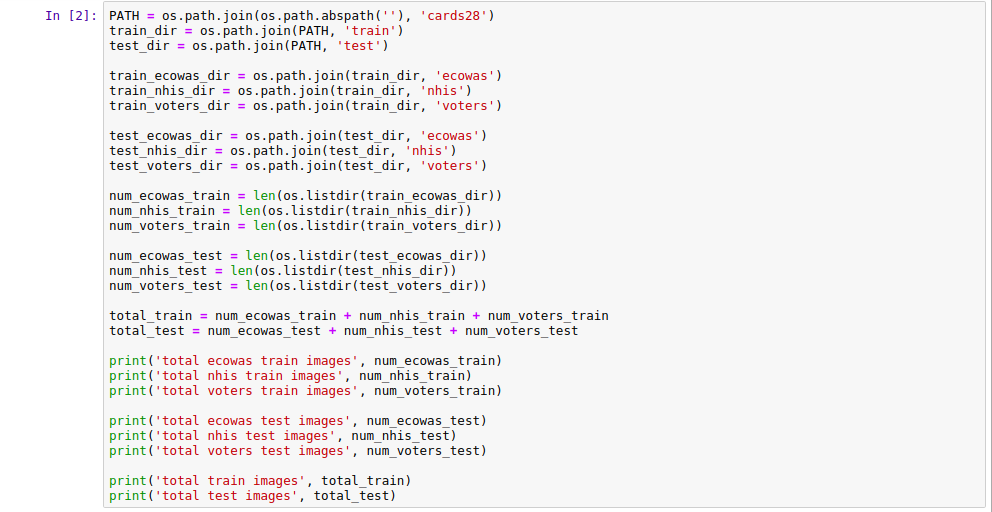 In [2]: PATH = os.path.join(os.path.abspath(''), 'cards28')
train_dir = os.path.join(PATH, 'train')
test_dir = os.path.join(PATH, 'test')
train_ecowas_dir = os.path.join(train_dir, 'ecowas')
train_nhis_dir = os.path.join(train_dir, 'nhis')
train_voters_dir = os.path.join(train_dir, 'voters')
test_ecowas_dir = os.path.join(test_dir, 'ecowas')
test_nhis_dir = os.path.join(test_dir, 'nhis')
test_voters_dir = os.path.join(test_dir, 'voters')
num_ecowas_train = len(os.listdir(train_ecowas_dir))
num_nhis_train = len(os.listdir(train_nhis_dir))
num_voters_train = len(os.listdir(train_voters_dir))
num_ecowas_test = len(os.listdir(test_ecowas_dir))
num_nhis_test = len(os.listdir(test_nhis_dir))
num_voters_test = len(os.listdir(test_voters_dir))
total_train = num_ecowas_train + num_nhis_train + num_voters_train
total_test = num_ecowas_test + num_nhis_test + num_voters_test
print('total ecowas train images', num_ecowas_train)
print('total nhis train images', num_nhis_train)
print('total voters train images', num_voters_train)
print('total ecowas test images', num_ecowas_test)
print('total nhis test images', num_nhis_test)
print('total voters test images', num_voters_test)
print('total train images', total_train)
print('total test images', total_test)